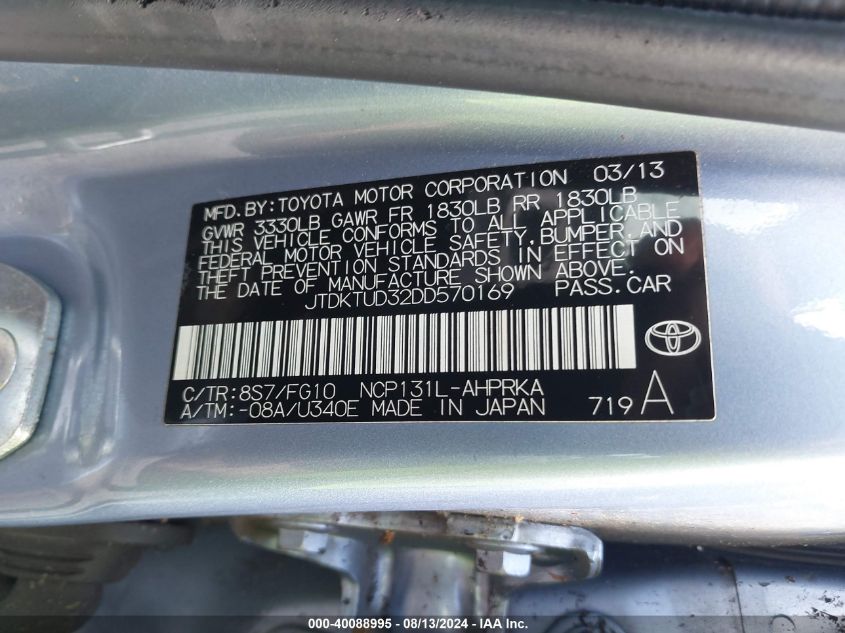 MFD. BY: TOYOTA MOTOR CORPORATION 03/13
GVWR 3330LB GAWR FR 1830LB RR 1830LB
THIS VEHICLE CONFORMS TO ALL APPLICABLE
FEDERAL MOTOR VEHICLE SAFETY, BUMPER, AND
THEFT PREVENTION STANDARDS IN EFFECT ON
THE DATE OF MANUFACTURE SHOWN ABOVE.
JTDKTUD32DD570169 PASS.CAR
C/TR:8S7/FG10 NCP131L-AHPRKA
A/TM:-08A/U340E MADE IN JAPAN 719 A
000-40088995 - 08/13/2024 - IAA Inc.